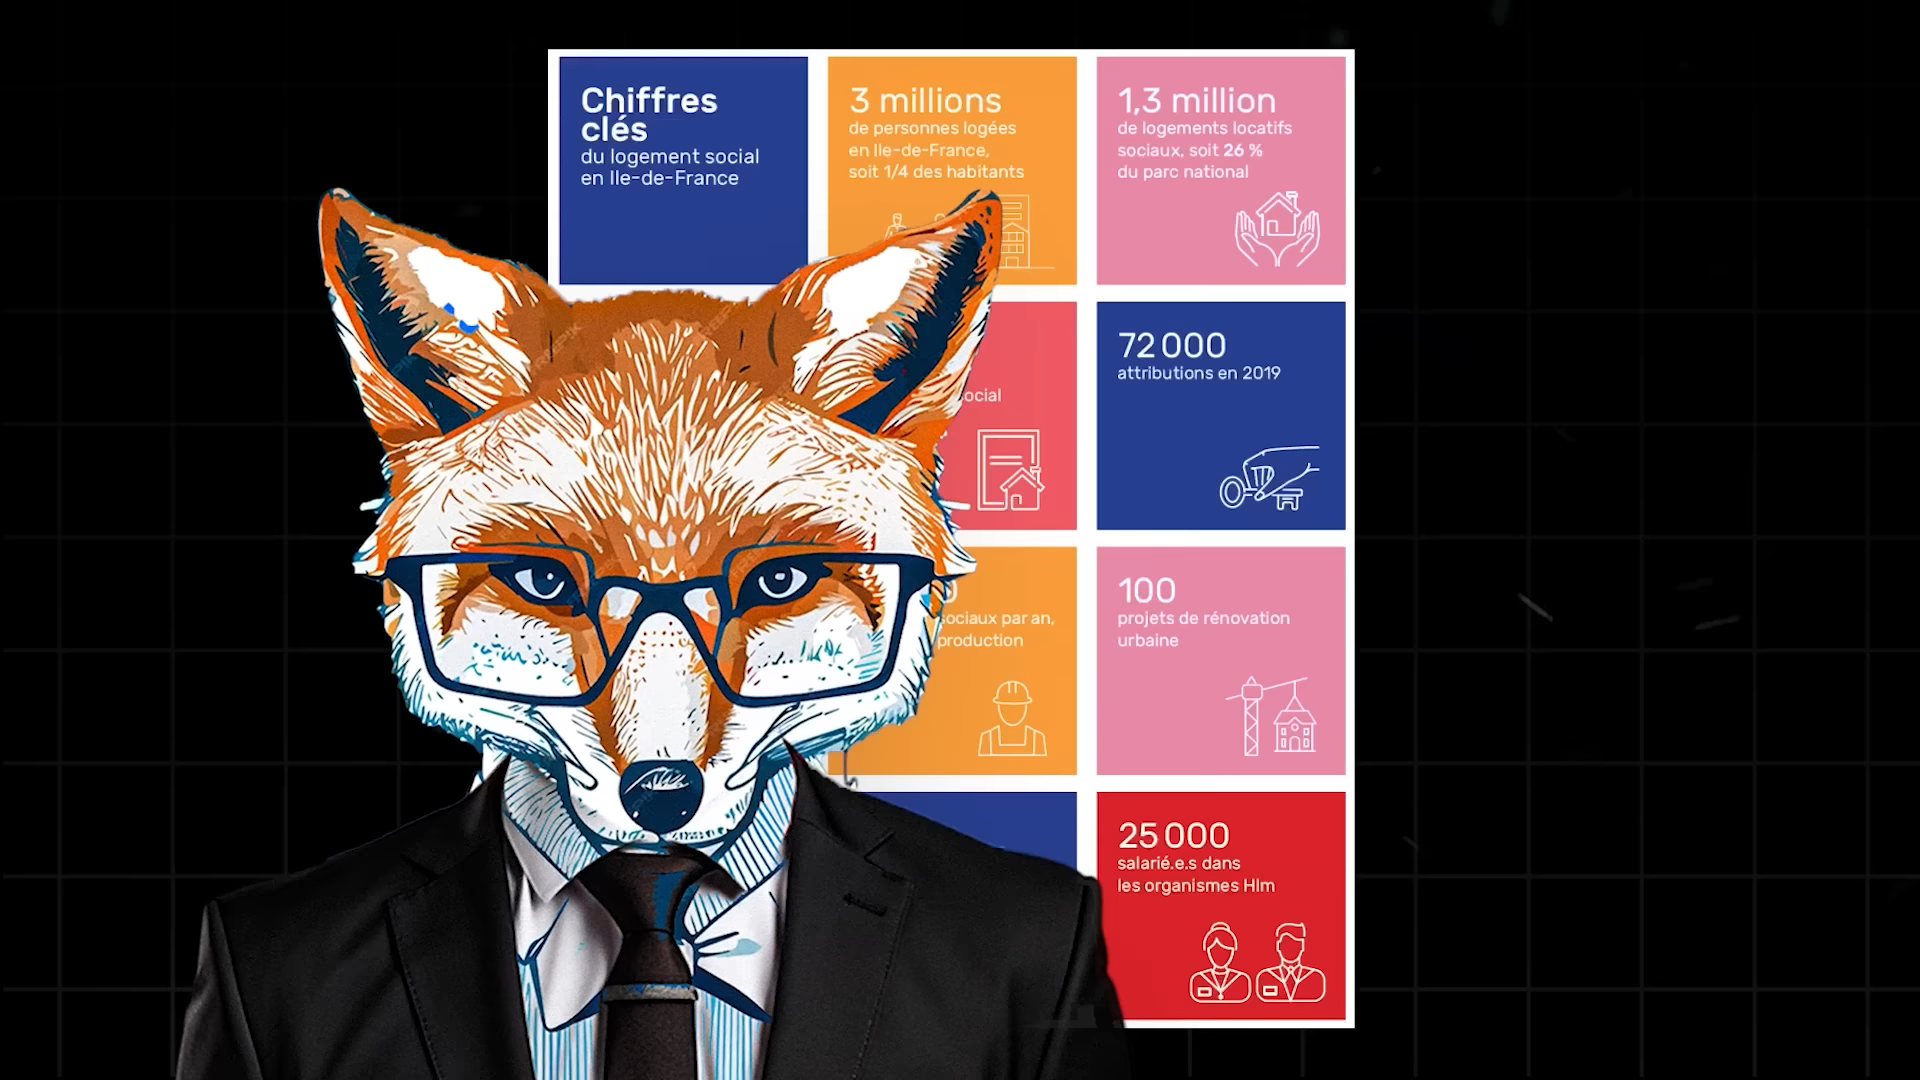 Chiffres
clés
du logement social
en Ile-de-France
3 millions
de personnes logées
en Ile-de-France,
soit 1/4 des habitants
1,3 million
de logements locatifs
sociaux, soit 26 %
du parc national
ocial
72 000
attributions en 2019
0
ociaux par an,
production
100
projets de rénovation
urbaine
25 000
salarié.e.s dans
les organismes Hlm